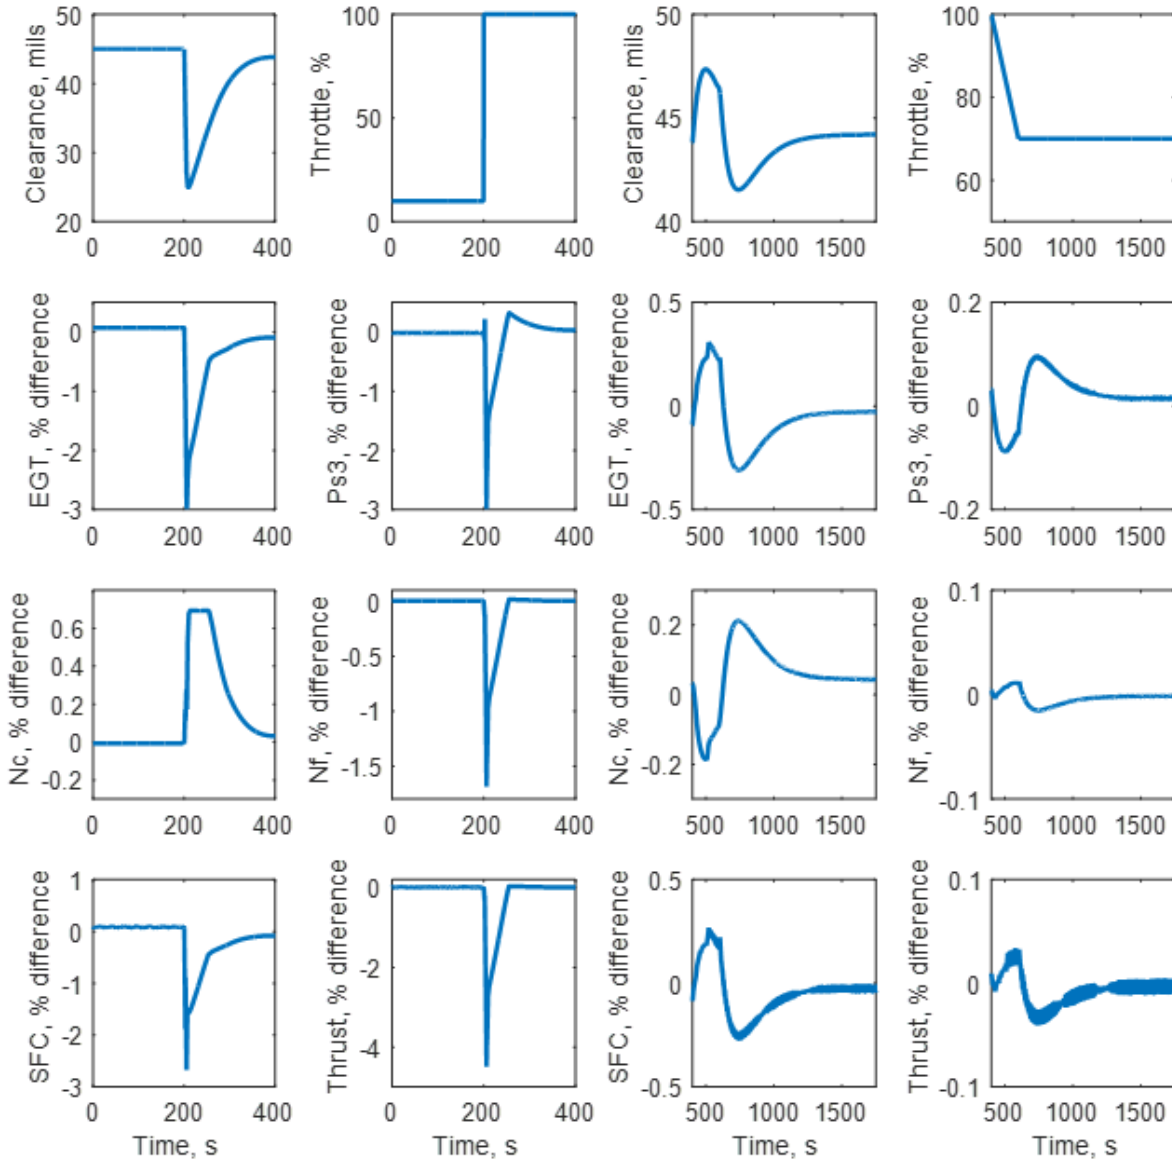 Clearance, mils
50
40
30
20
0 200 400
Throttle, %
100
50
0
0 200 400
Clearance, mils
50
45
40
500 1000 1500
Throttle, %
100
80
60
500 1000 1500
EGT, % difference
0
-1
-2
-3
0 200 400
Ps3, % difference
0
-1
-2
-3
0 200 400
EGT, % difference
0.5
0
-0.5
500 1000 1500
Ps3, % difference
0.2
0
-0.2
500 1000 1500
Nc, % difference
0.6
0.4
0.2
0
-0.2
0 200 400
Nf, % difference
0
-0.5
-1
-1.5
0 200 400
Nc, % difference
0.2
0
-0.2
500 1000 1500
Nf, % difference
0.1
0
-0.1
500 1000 1500
SFC, % difference
1
0
-1
-2
-3
0 200 400
Time, s
Thrust, % difference
0
-2
-4
0 200 400
Time, s
SFC, % difference
0.5
0
-0.5
500 1000 1500
Time, s
Thrust, % difference
0.1
0
-0.1
500 1000 1500
Time, s